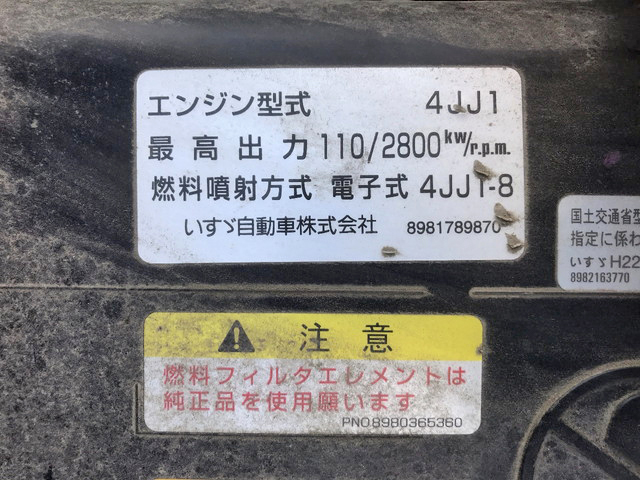 エンジン型式 4JJ1
最高出力 110/2800kW/r.p.m.
燃料噴射方式 電子式 4JJ1-8
いすゞ自動車株式会社 8981789870
国土交通省型
指定に係わ
いすゞH22
8982163770
注意
燃料フィルタエレメントは
純正品を使用願います
PNO8980365360